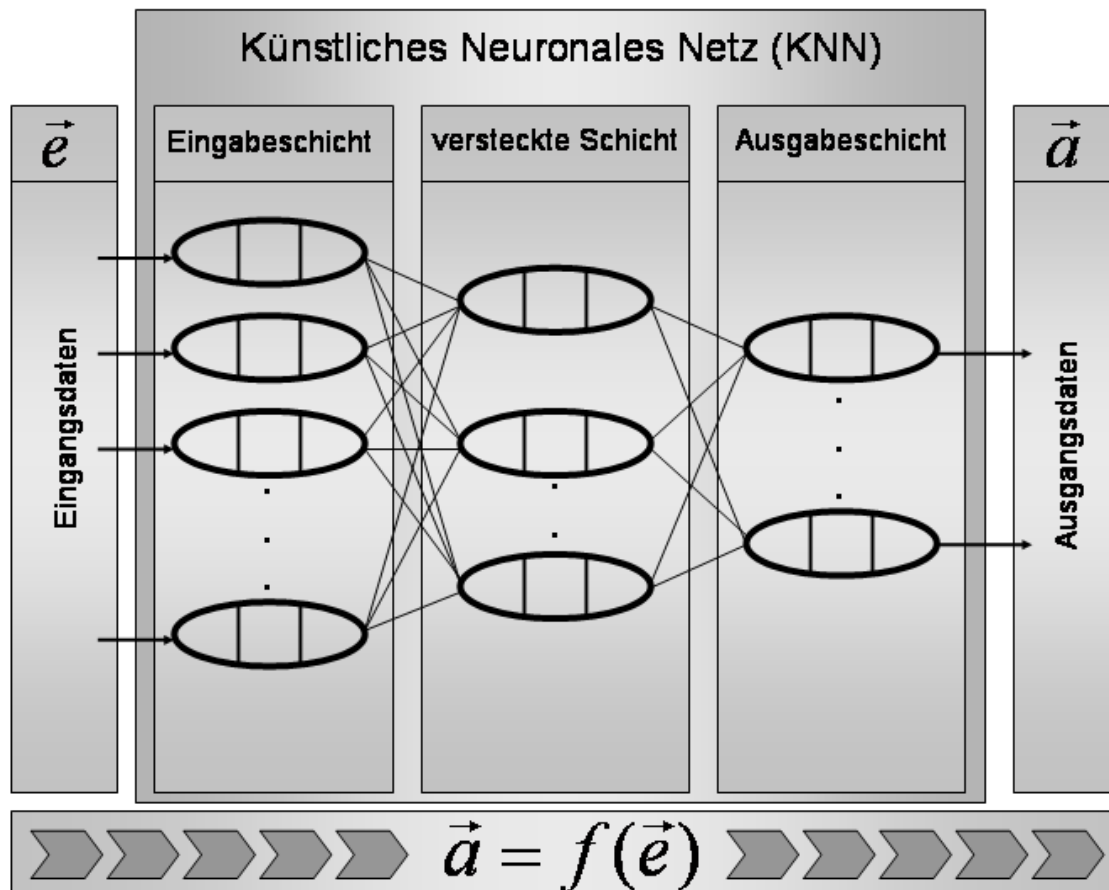 Künstliches Neuronales Netz (KNN)
e⃗
Eingabeschicht
versteckte Schicht
Ausgabeschicht
a⃗
Eingangsdaten
Ausgangsdaten
a⃗ = f(e⃗)